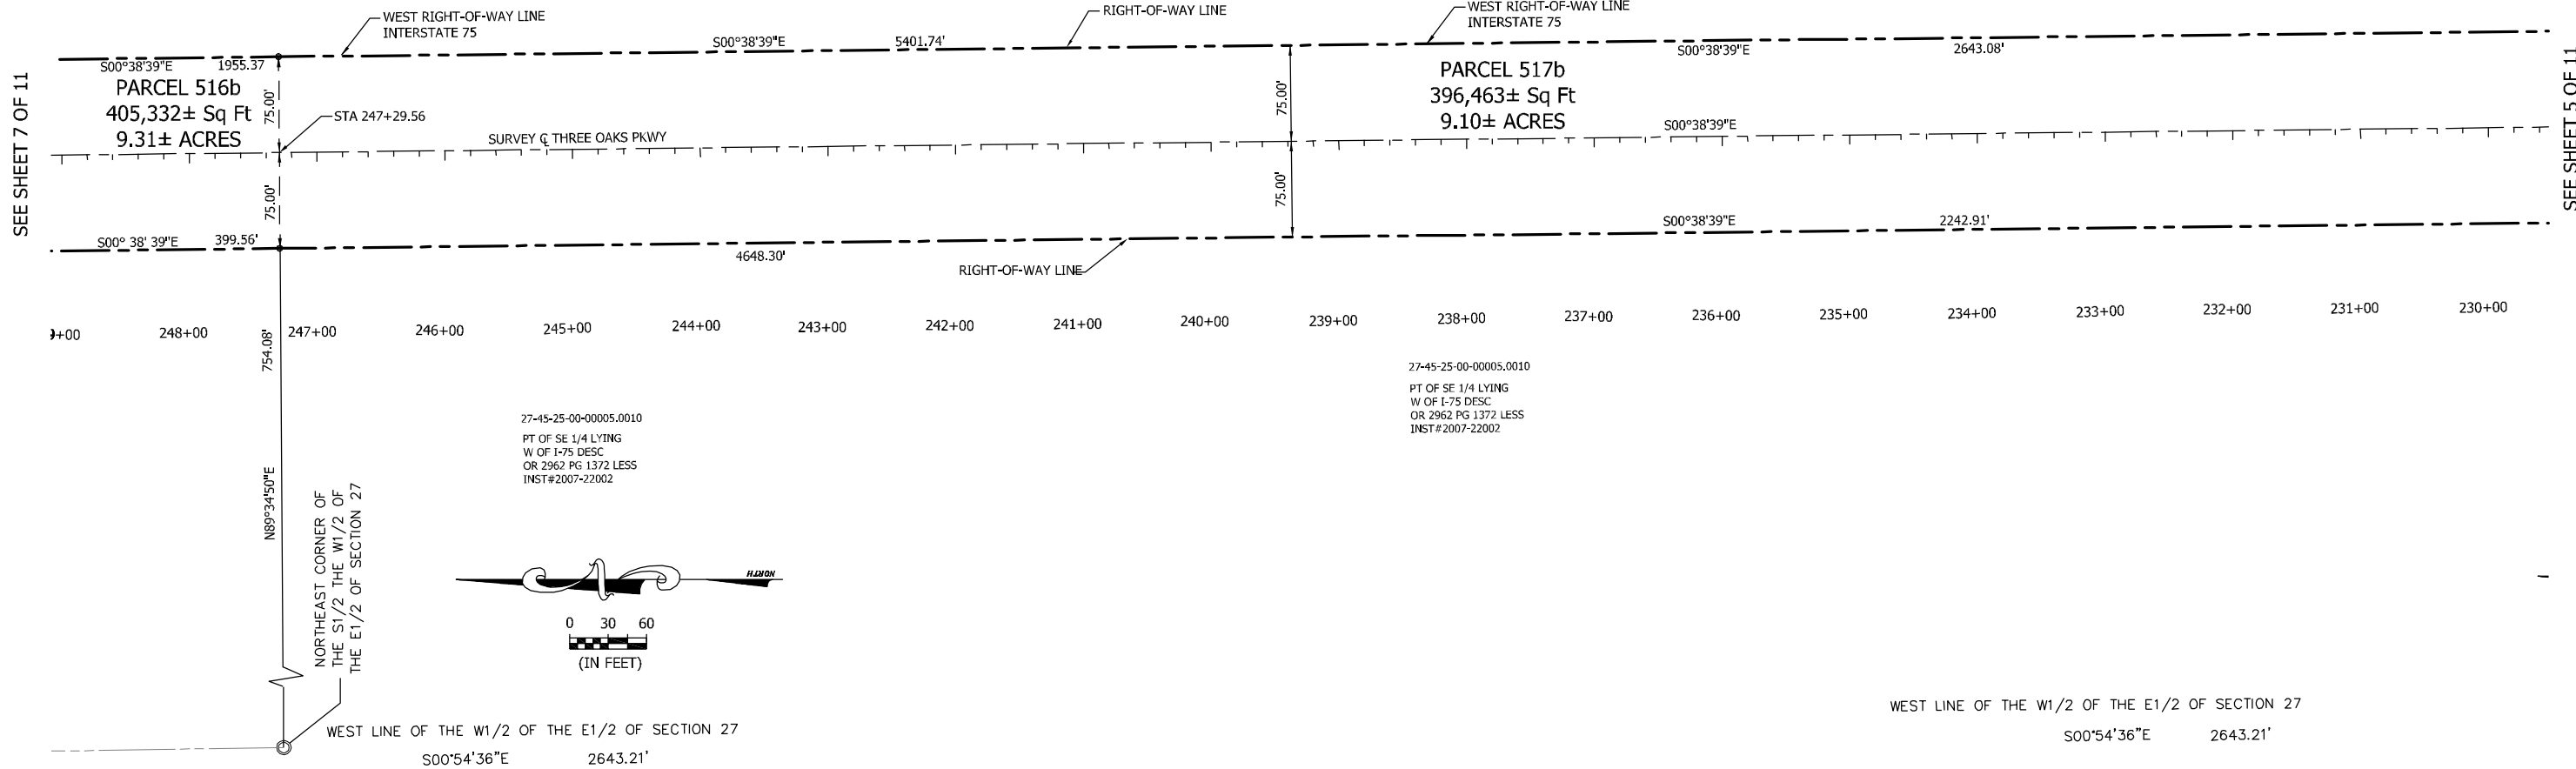 WEST RIGHT-OF-WAY LINE
INTERSTATE 75
RIGHT-OF-WAY LINE
WEST RIGHT-OF-WAY LINE
INTERSTATE 75
S00°38'39"E 5401.74'
S00°38'39"E 2643.08'
S00°38'39"E 1955.37
PARCEL 516b
405,332± Sq Ft
9.31± ACRES
75.00'
STA 247+29.56
SURVEY ℄ THREE OAKS PKWY
75.00'
PARCEL 517b
396,463± Sq Ft
9.10± ACRES
S00°38'39"E
SEE SHEET 7 OF 11
SEE SHEET 5 OF 11
75.00'
75.00'
S00° 38' 39"E 399.56'
4648.30'
RIGHT-OF-WAY LINE
S00°38'39"E 2242.91'
+00 248+00 247+00 246+00 245+00 244+00 243+00 242+00 241+00 240+00 239+00 238+00 237+00 236+00 235+00 234+00 233+00 232+00 231+00 230+00
754.08'
N89°34'50"E
27-45-25-00-00005.0010
PT OF SE 1/4 LYING
W OF I-75 DESC
OR 2962 PG 1372 LESS
INST#2007-22002
27-45-25-00-00005.0010
PT OF SE 1/4 LYING
W OF I-75 DESC
OR 2962 PG 1372 LESS
INST#2007-22002
NORTHEAST CORNER OF
THE S1/2 THE W1/2 OF
THE E1/2 OF SECTION 27
NORTH
0 30 60
(IN FEET)
WEST LINE OF THE W1/2 OF THE E1/2 OF SECTION 27
S00°54'36"E 2643.21'
WEST LINE OF THE W1/2 OF THE E1/2 OF SECTION 27
S00°54'36"E 2643.21'